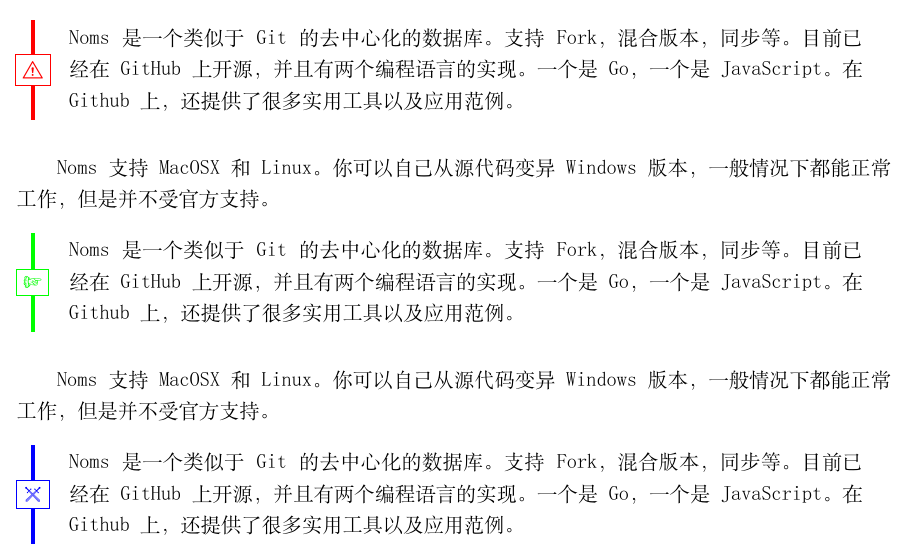 Noms 是一个类似于 Git 的去中心化的数据库。支持 Fork，混合版本，同步等。目前已
经在 GitHub 上开源，并且有两个编程语言的实现。一个是 Go，一个是 JavaScript。在
Github 上，还提供了很多实用工具以及应用范例。
Noms 支持 MacOSX 和 Linux。你可以自己从源代码变异 Windows 版本，一般情况下都能正常
工作，但是并不受官方支持。
Noms 是一个类似于 Git 的去中心化的数据库。支持 Fork，混合版本，同步等。目前已
经在 GitHub 上开源，并且有两个编程语言的实现。一个是 Go，一个是 JavaScript。在
Github 上，还提供了很多实用工具以及应用范例。
Noms 支持 MacOSX 和 Linux。你可以自己从源代码变异 Windows 版本，一般情况下都能正常
工作，但是并不受官方支持。
Noms 是一个类似于 Git 的去中心化的数据库。支持 Fork，混合版本，同步等。目前已
经在 GitHub 上开源，并且有两个编程语言的实现。一个是 Go，一个是 JavaScript。在
Github 上，还提供了很多实用工具以及应用范例。